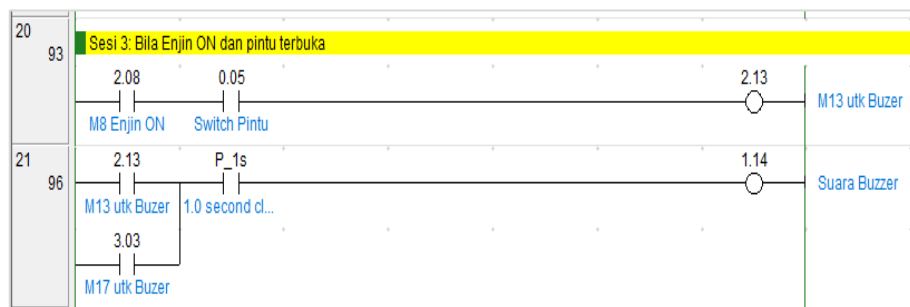 20
93
Sesi 3: Bila Enjin ON dan pintu terbuka
2.08 0.05 2.13
M8 Enjin ON Switch Pintu M13 utk Buzer
21
96
2.13 P_1s 1.14
M13 utk Buzer 1.0 second cl... Suara Buzzer
3.03
M17 utk Buzer